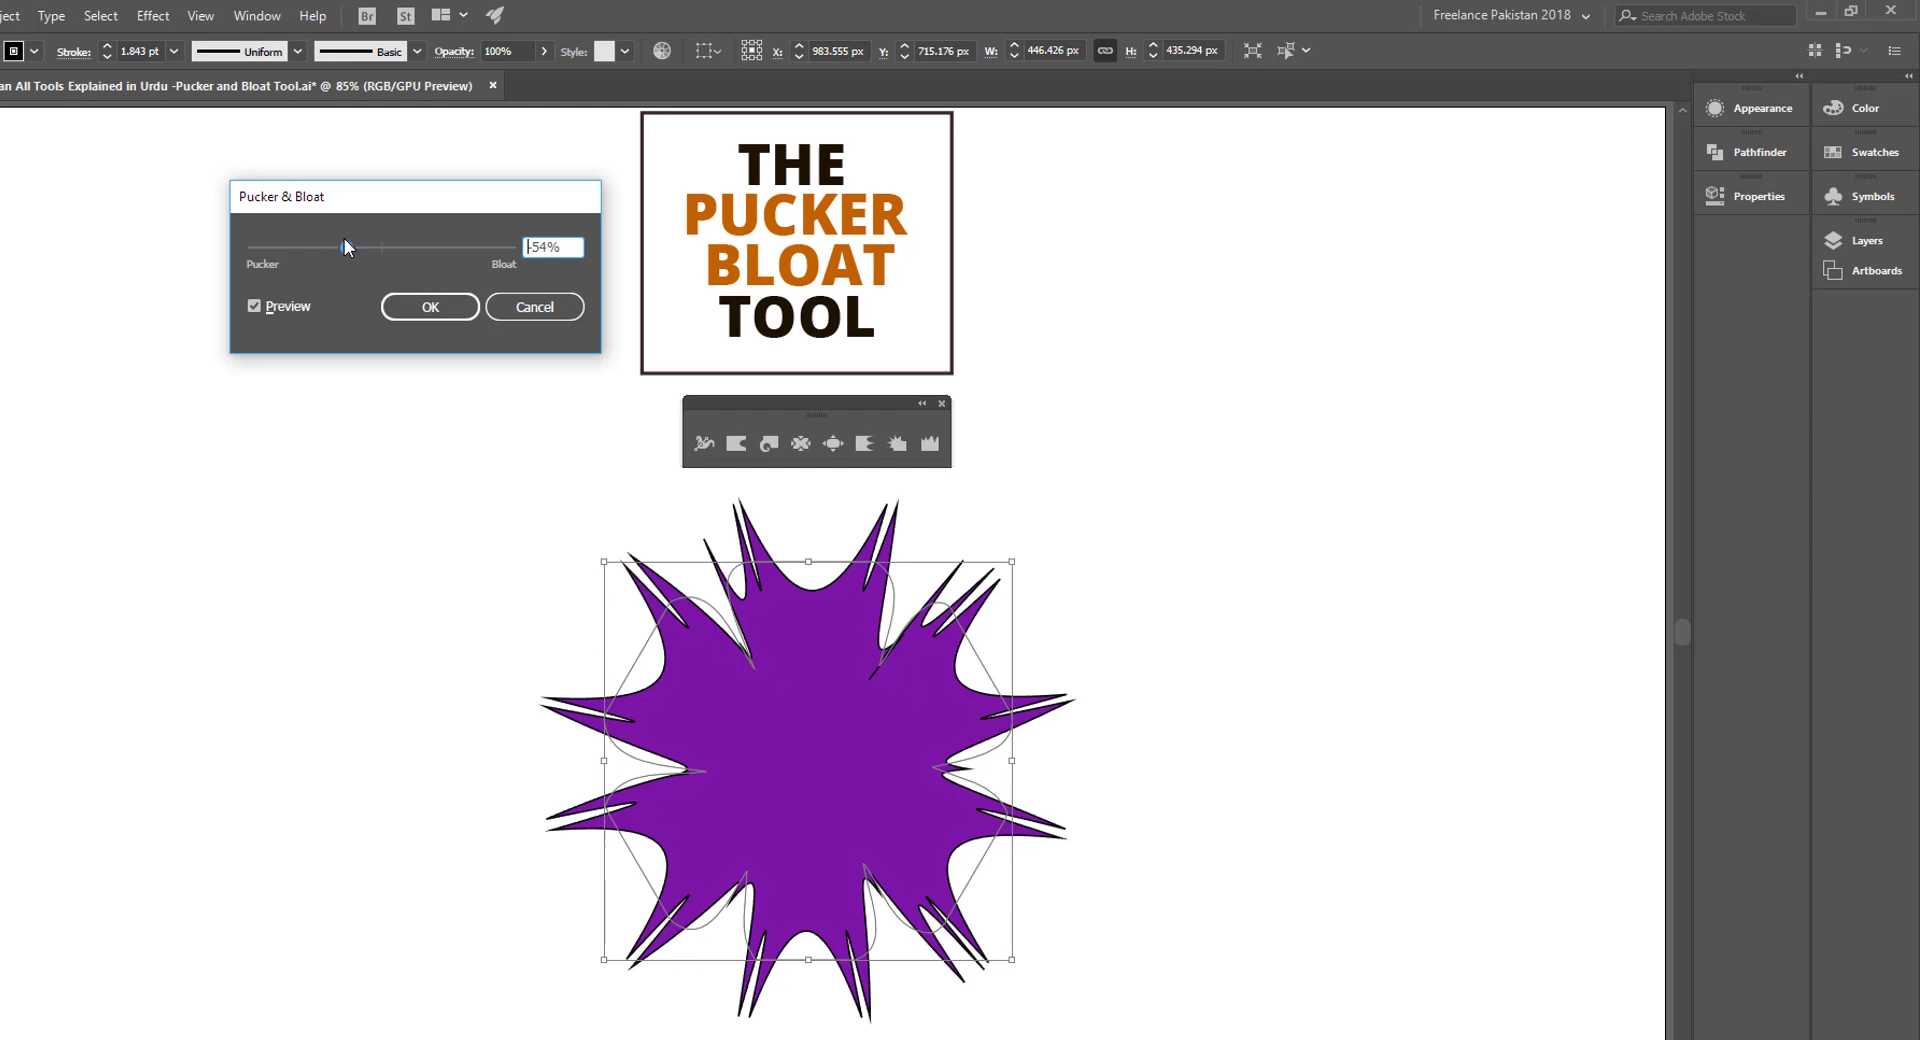 ject Type Select Effect View Window Help Br St Freelance Pakistan 2018 Search Adobe Stock
Stroke: 1.843 pt Uniform Basic Opacity: 100% Style: X: 983.555 px Y: 715.176 px W: 446.426 px H: 435.294 px
an All Tools Explained in Urdu -Pucker and Bloat Tool.ai* @ 85% (RGB/GPU Preview)
Appearance
Color
Pathfinder
Swatches
Properties
Symbols
Layers
Artboards
Pucker & Bloat
-54%
Pucker Bloat
Preview OK Cancel
THE
PUCKER
BLOAT
TOOL